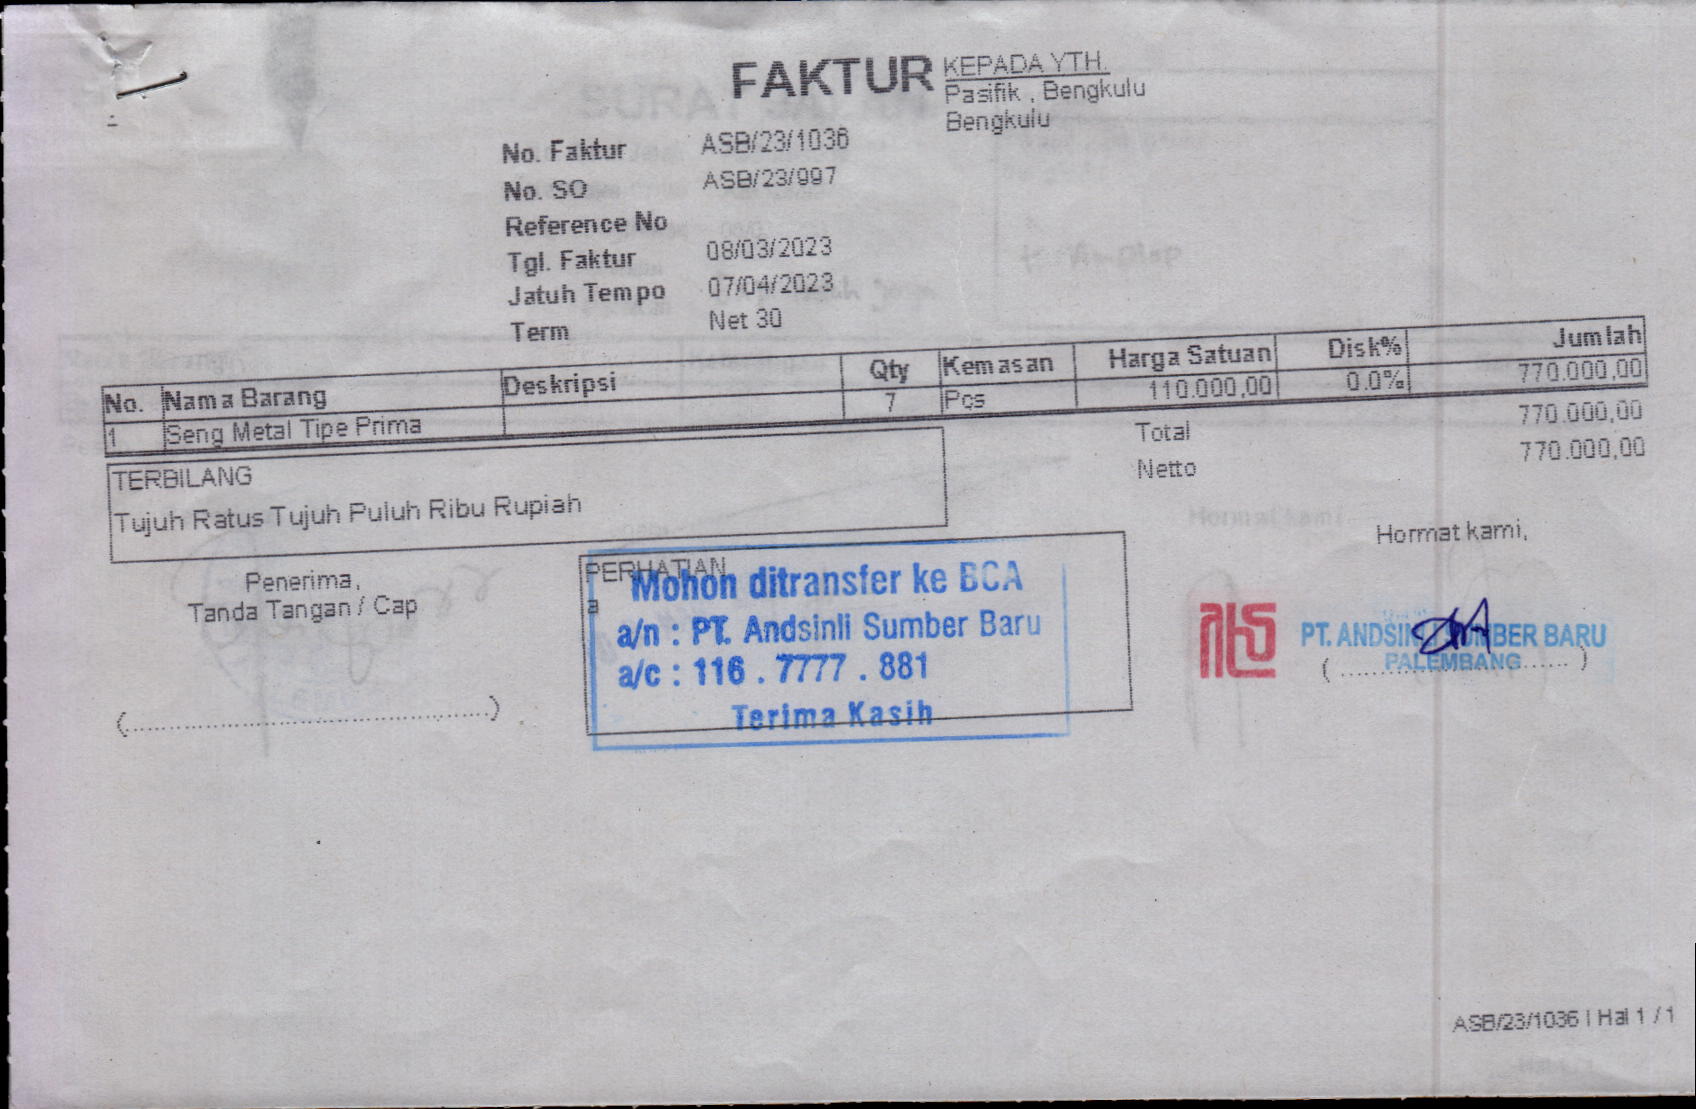 FAKTUR
KEPADA YTH.
Pasifik , Bengkulu
Bengkulu
No. Faktur ASB/23/1036
No. SO ASB/23/997
Reference No
Tgl. Faktur 08/03/2023
Jatuh Tempo 07/04/2023
Term Net 30
No. Nama Barang Deskripsi Qty Kemasan Harga Satuan Disk% Jumlah
1 Seng Metal Tipe Prima 7 Pcs 110.000,00 0.0% 770.000,00
Total 770.000,00
Netto 770.000,00
TERBILANG
Tujuh Ratus Tujuh Puluh Ribu Rupiah
Penerima,
Tanda Tangan / Cap
(................................................)
PERHATIAN
a
Mohon ditransfer ke BCA
a/n : PT. Andsinli Sumber Baru
a/c : 116 . 7777 . 881
Terima Kasih
Hormat kami,
PT. ANDSINLI SUMBER BARU
PALEMBANG
ASB/23/1036 | Hal 1 / 1